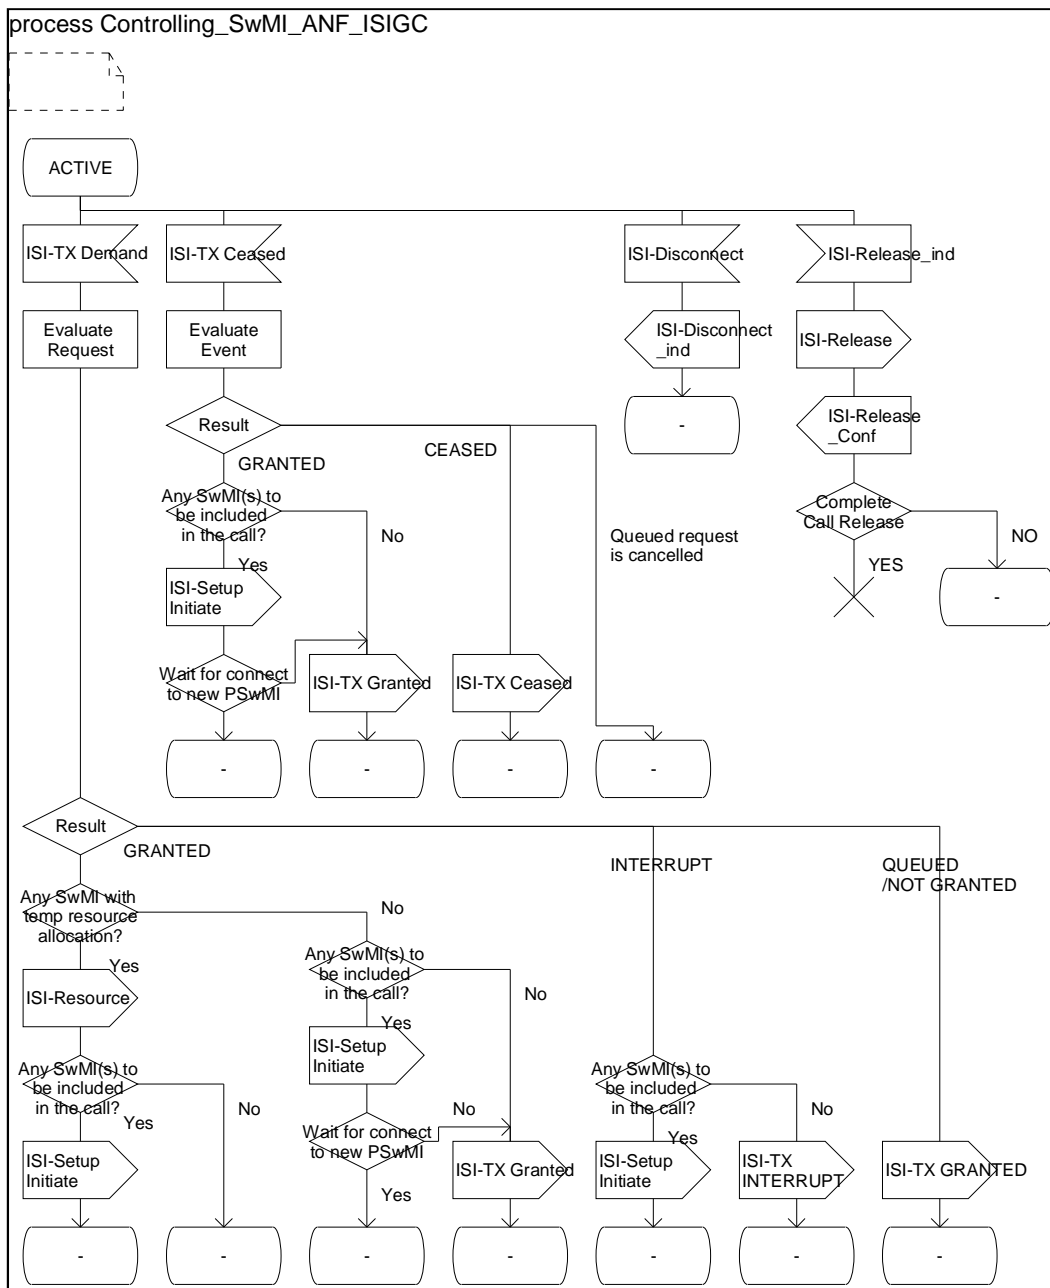 process Controlling_SwMI_ANF_ISIGC
ACTIVE
ISI-TX Demand
ISI-TX Ceased
ISI-Disconnect
ISI-Release_ind
Evaluate
Request
Evaluate
Event
ISI-Disconnect
_ind
ISI-Release
Result
-
ISI-Release
_Conf
GRANTED
CEASED
Any SwMI(s) to
be included
in the call?
No
Queued request
is cancelled
Complete
Call Release
NO
YES
Yes
ISI-Setup
Initiate
-
Wait for connect
to new PSwMI
ISI-TX Granted
ISI-TX Ceased
-
-
-
-
Result
GRANTED
INTERRUPT
QUEUED
/NOT GRANTED
Any SwMI with
temp resource
allocation?
No
Yes
Any SwMI(s) to
be included
in the call?
No
ISI-Resource
Yes
ISI-Setup
Initiate
Any SwMI(s) to
be included
in the call?
No
Yes
Any SwMI(s) to
be included
in the call?
No
Yes
ISI-Setup
Initiate
Wait for connect
to new PSwMI
No
Yes
ISI-TX Granted
ISI-Setup
Initiate
ISI-TX
INTERRUPT
ISI-TX GRANTED
-
-
-
-
-
-
-